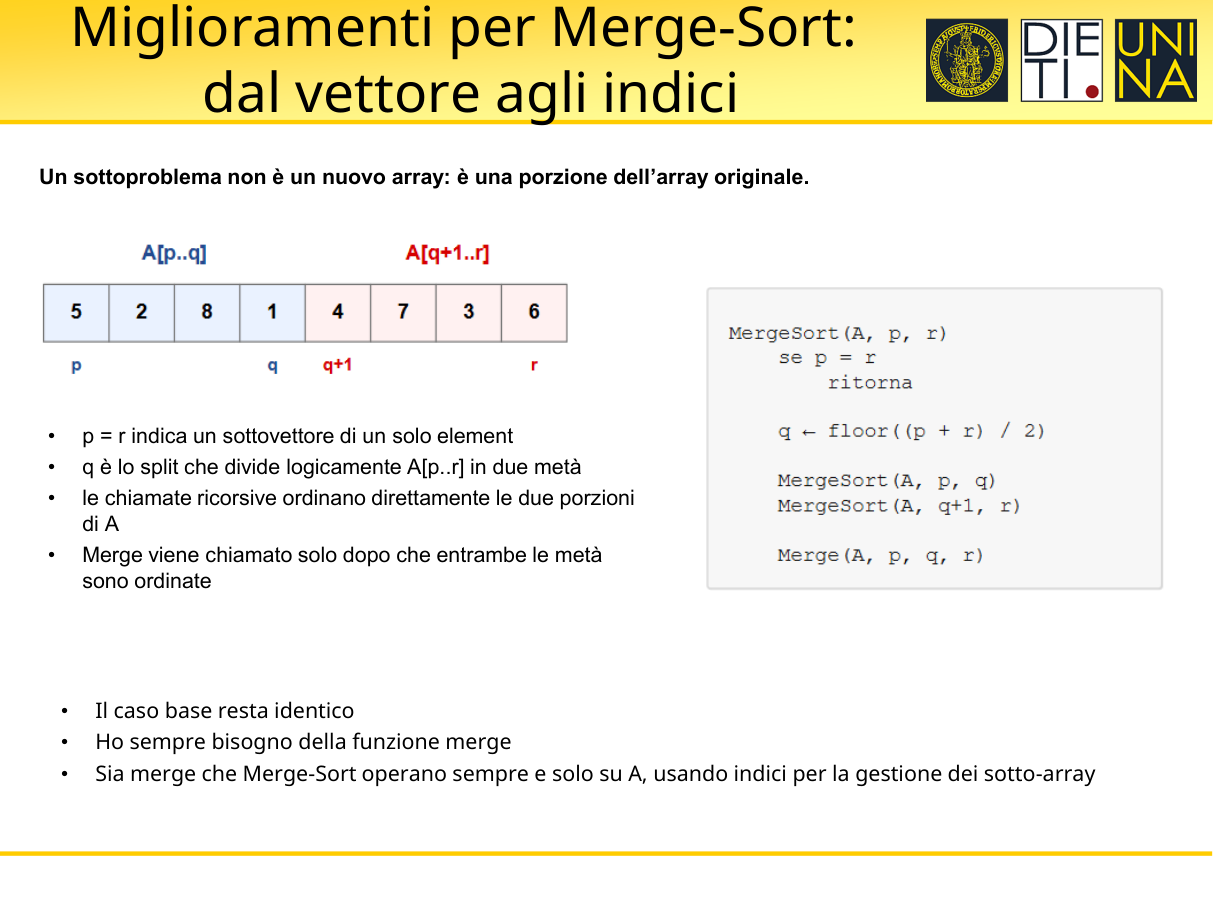 Miglioramenti per Merge-Sort:
dal vettore agli indici
DIE
TI.
UNI
NA
Un sottoproblema non è un nuovo array: è una porzione dell’array originale.
A[p..q] A[q+1..r]
5 2 8 1 4 7 3 6
p q q+1 r
• p = r indica un sottovettore di un solo element
• q è lo split che divide logicamente A[p..r] in due metà
• le chiamate ricorsive ordinano direttamente le due porzioni
di A
• Merge viene chiamato solo dopo che entrambe le metà
sono ordinate
MergeSort(A, p, r)
se p = r
ritorna
q ← floor((p + r) / 2)
MergeSort(A, p, q)
MergeSort(A, q+1, r)
Merge(A, p, q, r)
• Il caso base resta identico
• Ho sempre bisogno della funzione merge
• Sia merge che Merge-Sort operano sempre e solo su A, usando indici per la gestione dei sotto-array